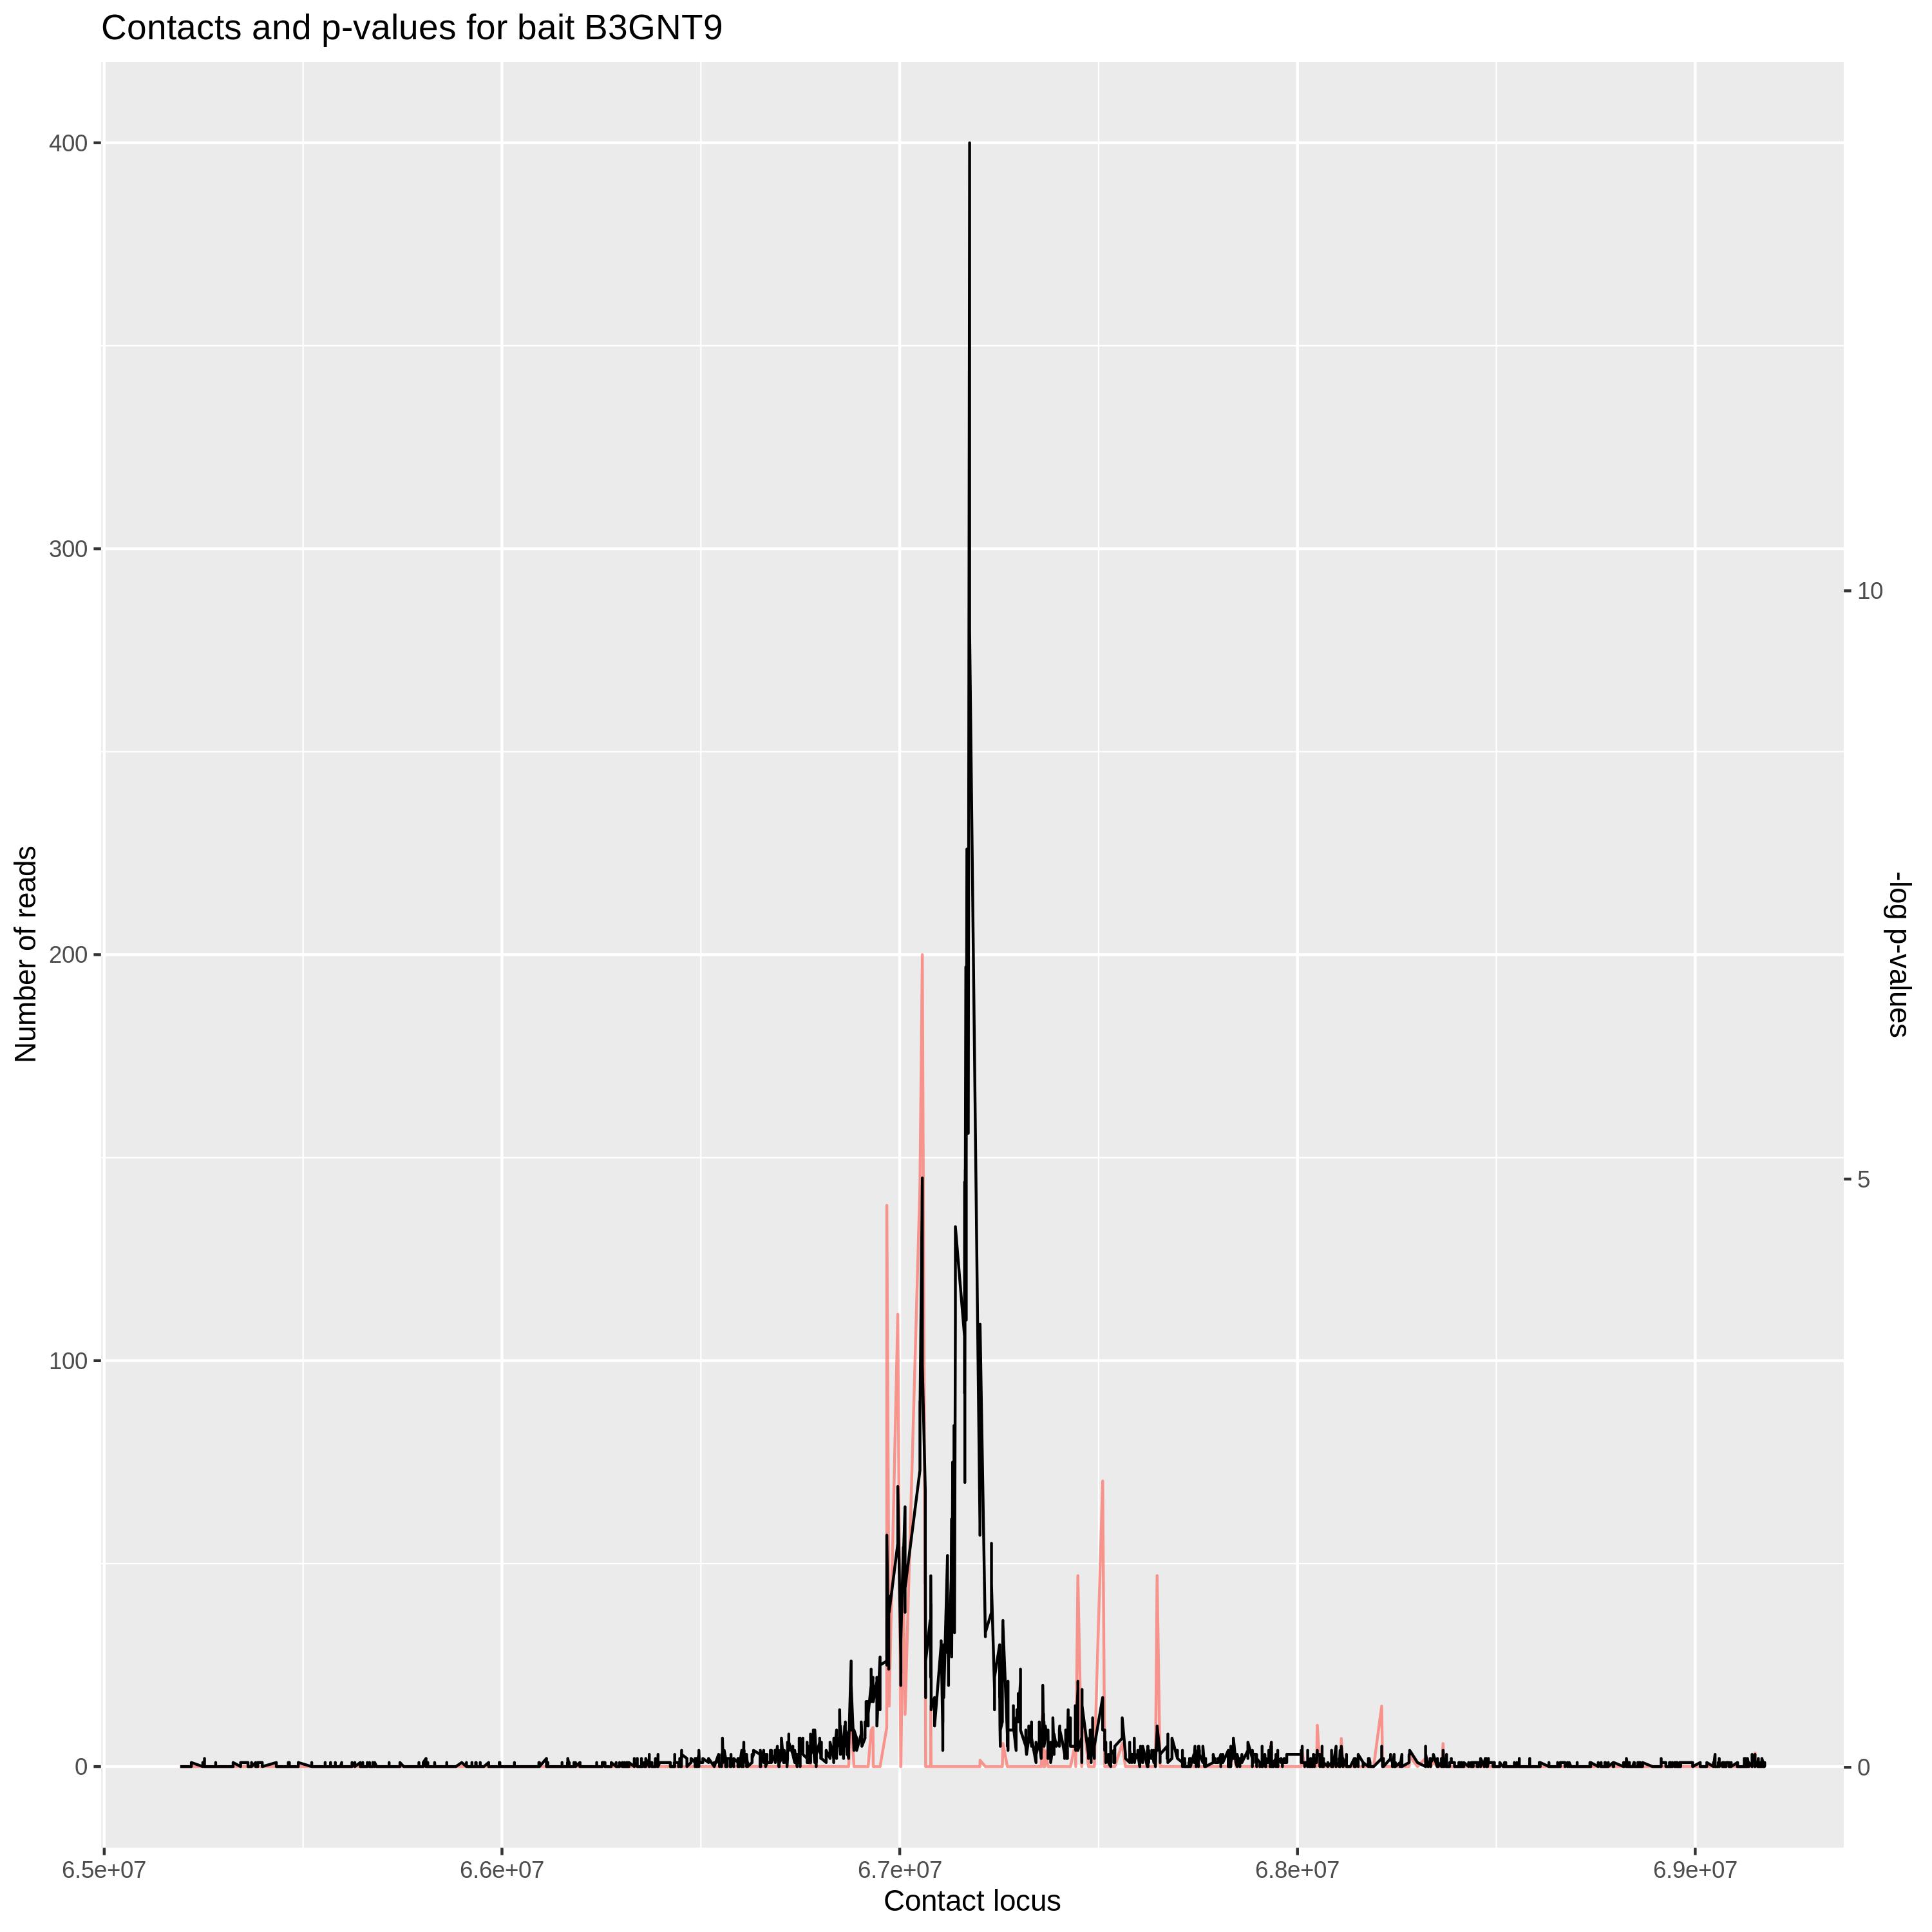 Contacts and p-values for bait B3GNT9
400
300
200
100
0
Number of reads
10
5
0
-log p-values
6.5e+07
6.6e+07
6.7e+07
6.8e+07
6.9e+07
Contact locus